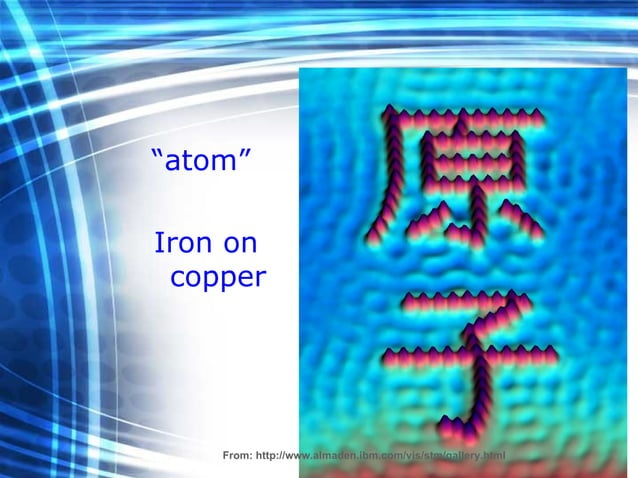 “atom”
Iron on
copper
原
子
From: http://www.almaden.ibm.com/vis/stm/gallery.html